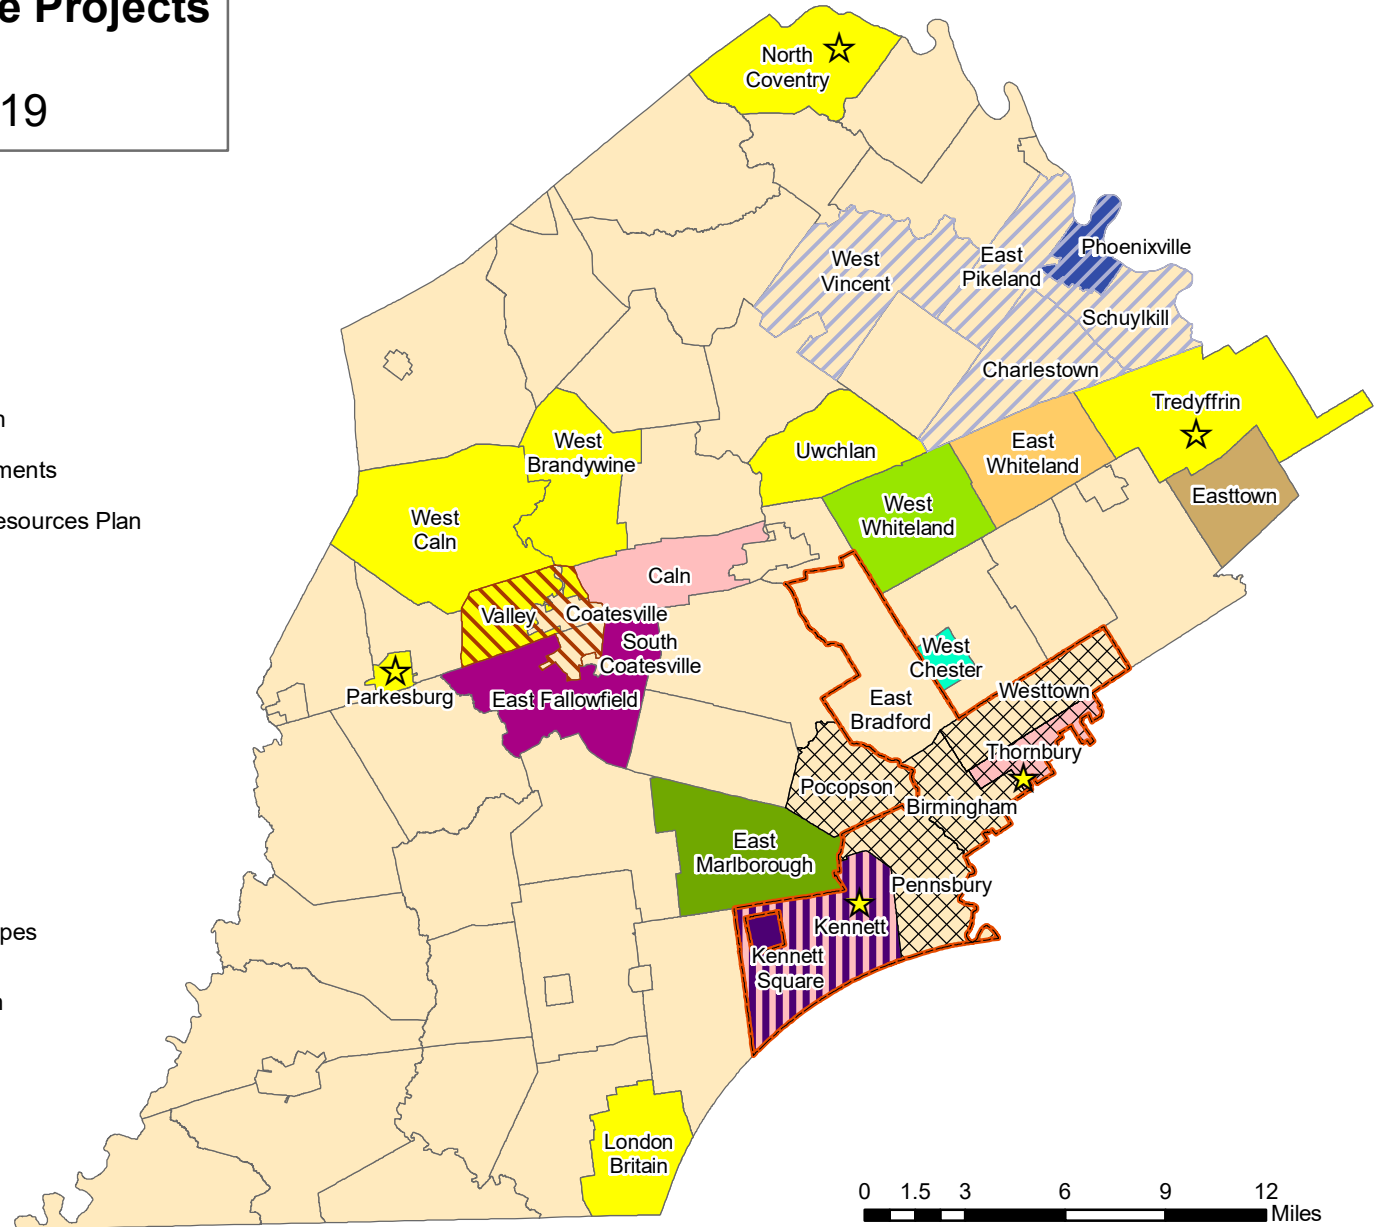 e Projects
19
North
Coventry
Phoenixville
West
Vincent
East
Pikeland
Schuylkill
Charlestown
Tredyffrin
n
West
Brandywine
Uwchlan
East
Whiteland
ments
Easttown
esources Plan
West
Caln
West
Whiteland
Caln
Valley
Coatesville
South
Coatesville
West
Chester
Parkesburg
East Fallowfield
Westtown
East
Bradford
Thornbury
Pocopson
Birmingham
East
Marlborough
Pennsbury
Kennett
pes
Kennett
Square
n
London
Britain
0 1.5 3 6 9 12
Miles